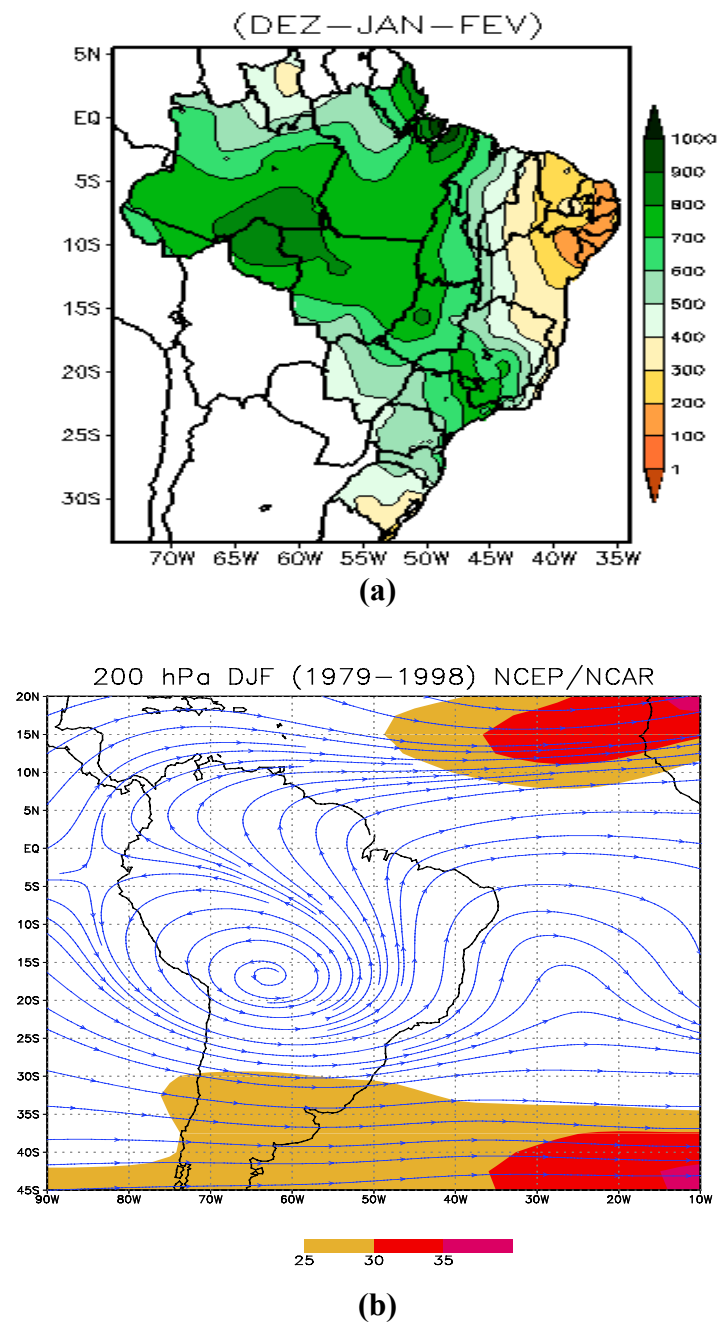 (DEZ-JAN-FEV)
5N
EQ
5S
10S
15S
20S
25S
30S
70W 65W 60W 55W 50W 45W 40W 35W
1000
900
800
700
600
500
400
300
200
100
1
(a)
200 hPa DJF (1979-1998) NCEP/NCAR
20N
15N
10N
5N
EQ
5S
10S
15S
20S
25S
30S
35S
40S
45S
90W 80W 70W 60W 50W 40W 30W 20W 10W
25 30 35
(b)